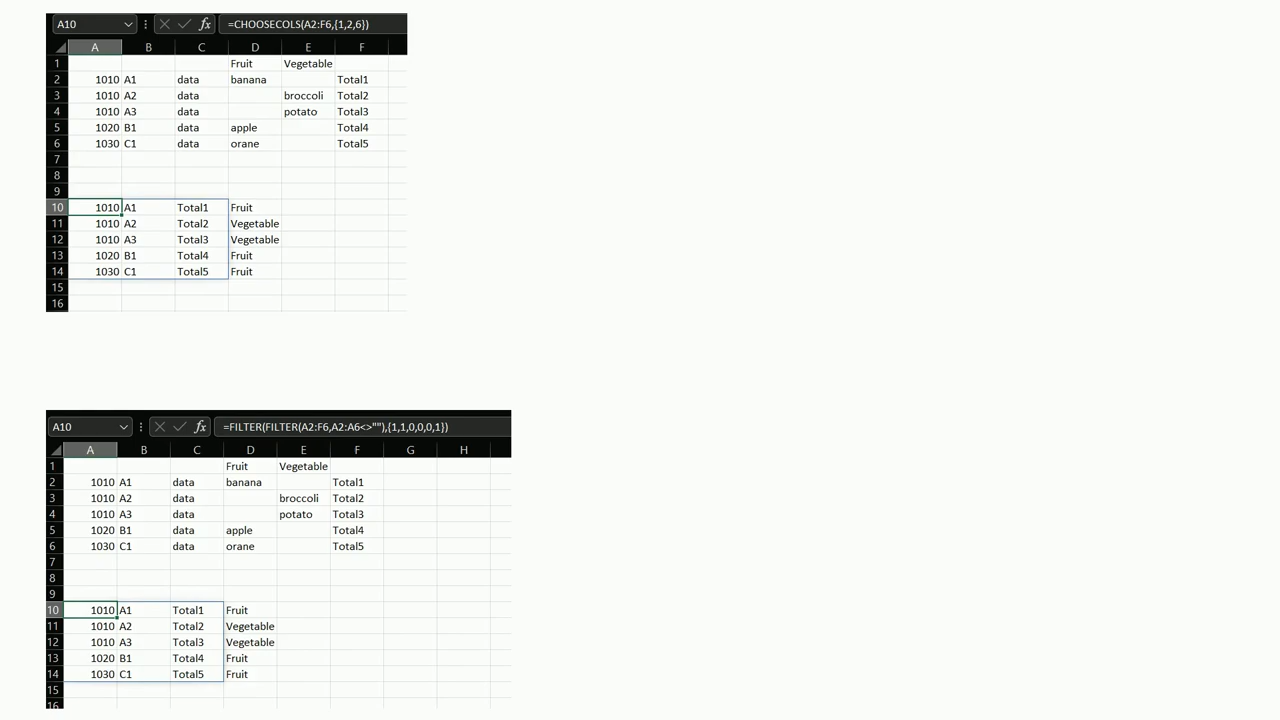 A10 fx =CHOOSECOLS(A2:F6,{1,2,6})
A B C D E F
1 Fruit Vegetable
2 1010 A1 data banana Total1
3 1010 A2 data broccoli Total2
4 1010 A3 data potato Total3
5 1020 B1 data apple Total4
6 1030 C1 data orane Total5
7
8
9
10 1010 A1 Total1 Fruit
11 1010 A2 Total2 Vegetable
12 1010 A3 Total3 Vegetable
13 1020 B1 Total4 Fruit
14 1030 C1 Total5 Fruit
15
16
A10 fx =FILTER(FILTER(A2:F6,A2:A6<>""),{1,1,0,0,0,1})
A B C D E F G H
1 Fruit Vegetable
2 1010 A1 data banana Total1
3 1010 A2 data broccoli Total2
4 1010 A3 data potato Total3
5 1020 B1 data apple Total4
6 1030 C1 data orane Total5
7
8
9
10 1010 A1 Total1 Fruit
11 1010 A2 Total2 Vegetable
12 1010 A3 Total3 Vegetable
13 1020 B1 Total4 Fruit
14 1030 C1 Total5 Fruit
15
16